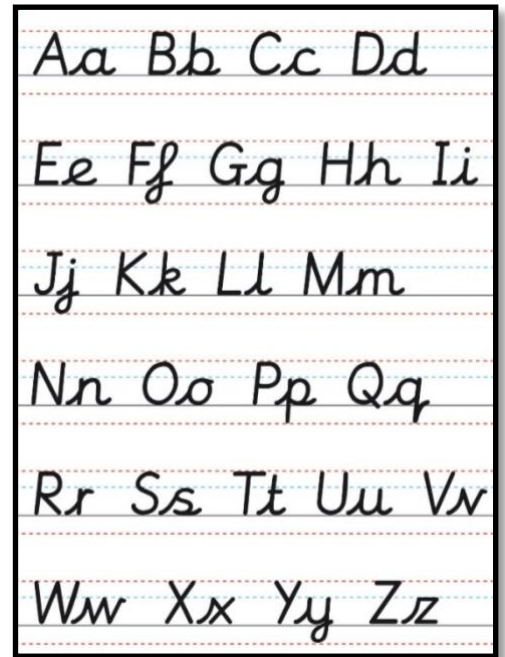 Aa Bb Cc Dd
Ee Ff Gg Hh Ii
Jj Kk Ll Mm
Nn Oo Pp Qq
Rr Ss Tt Uu Vv
Ww Xx Yy Zz